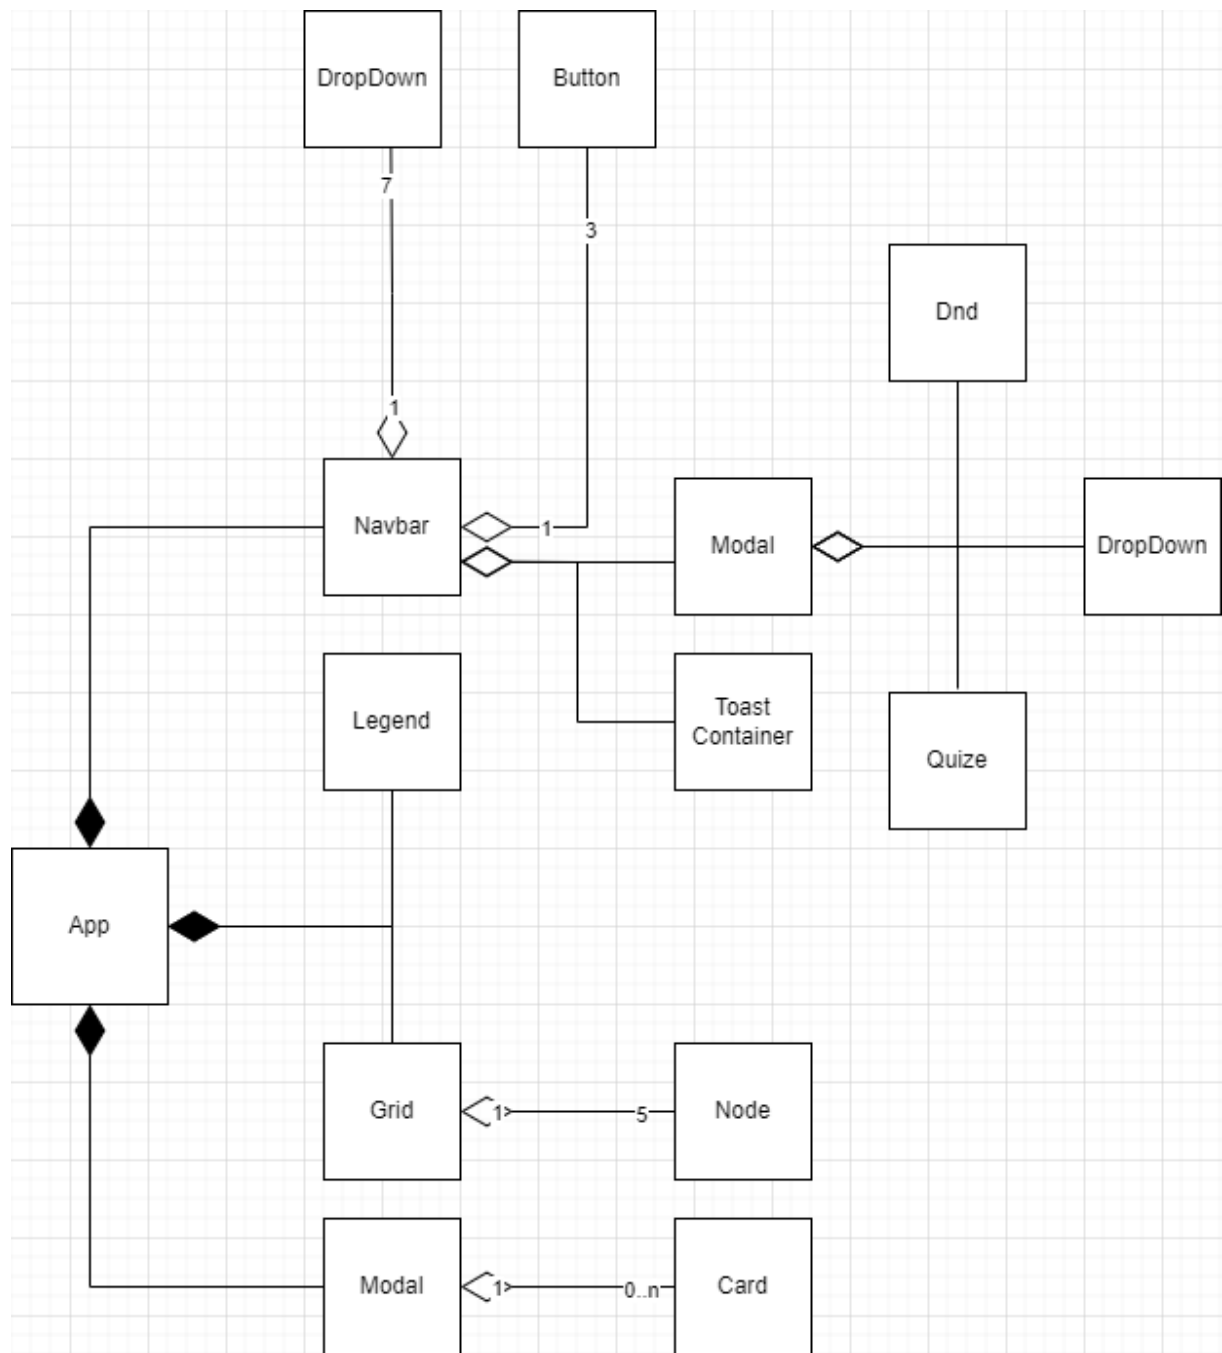 DropDown
Button
7
3
Dnd
1
Navbar
1
Modal
DropDown
Legend
Toast
Container
Quize
App
Grid
1
5
Node
Modal
1
0..n
Card